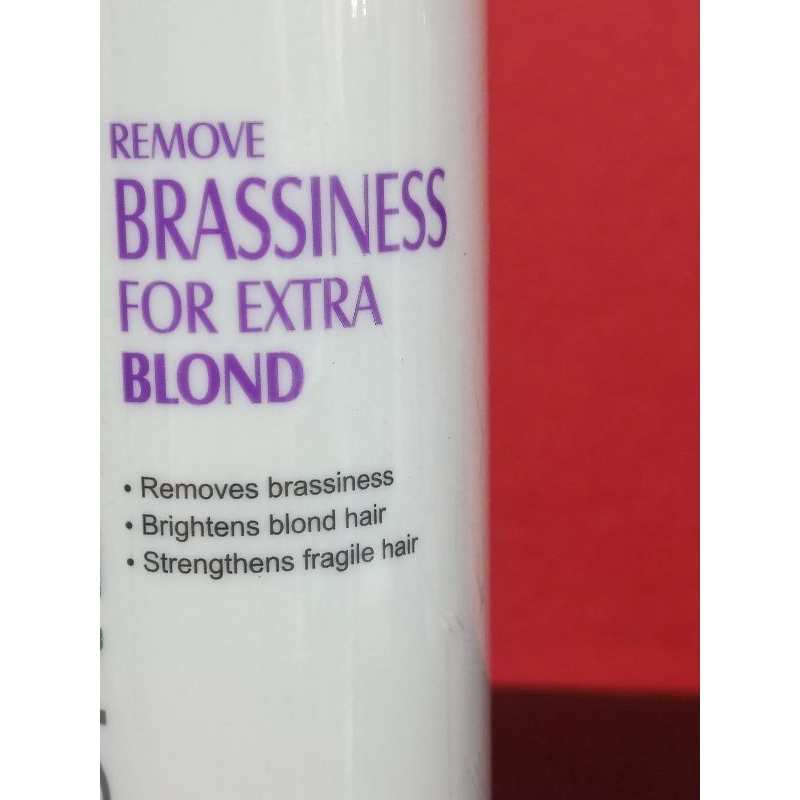 REMOVE
BRASSINESS
FOR EXTRA
BLOND
• Removes brassiness
• Brightens blond hair
• Strengthens fragile hair